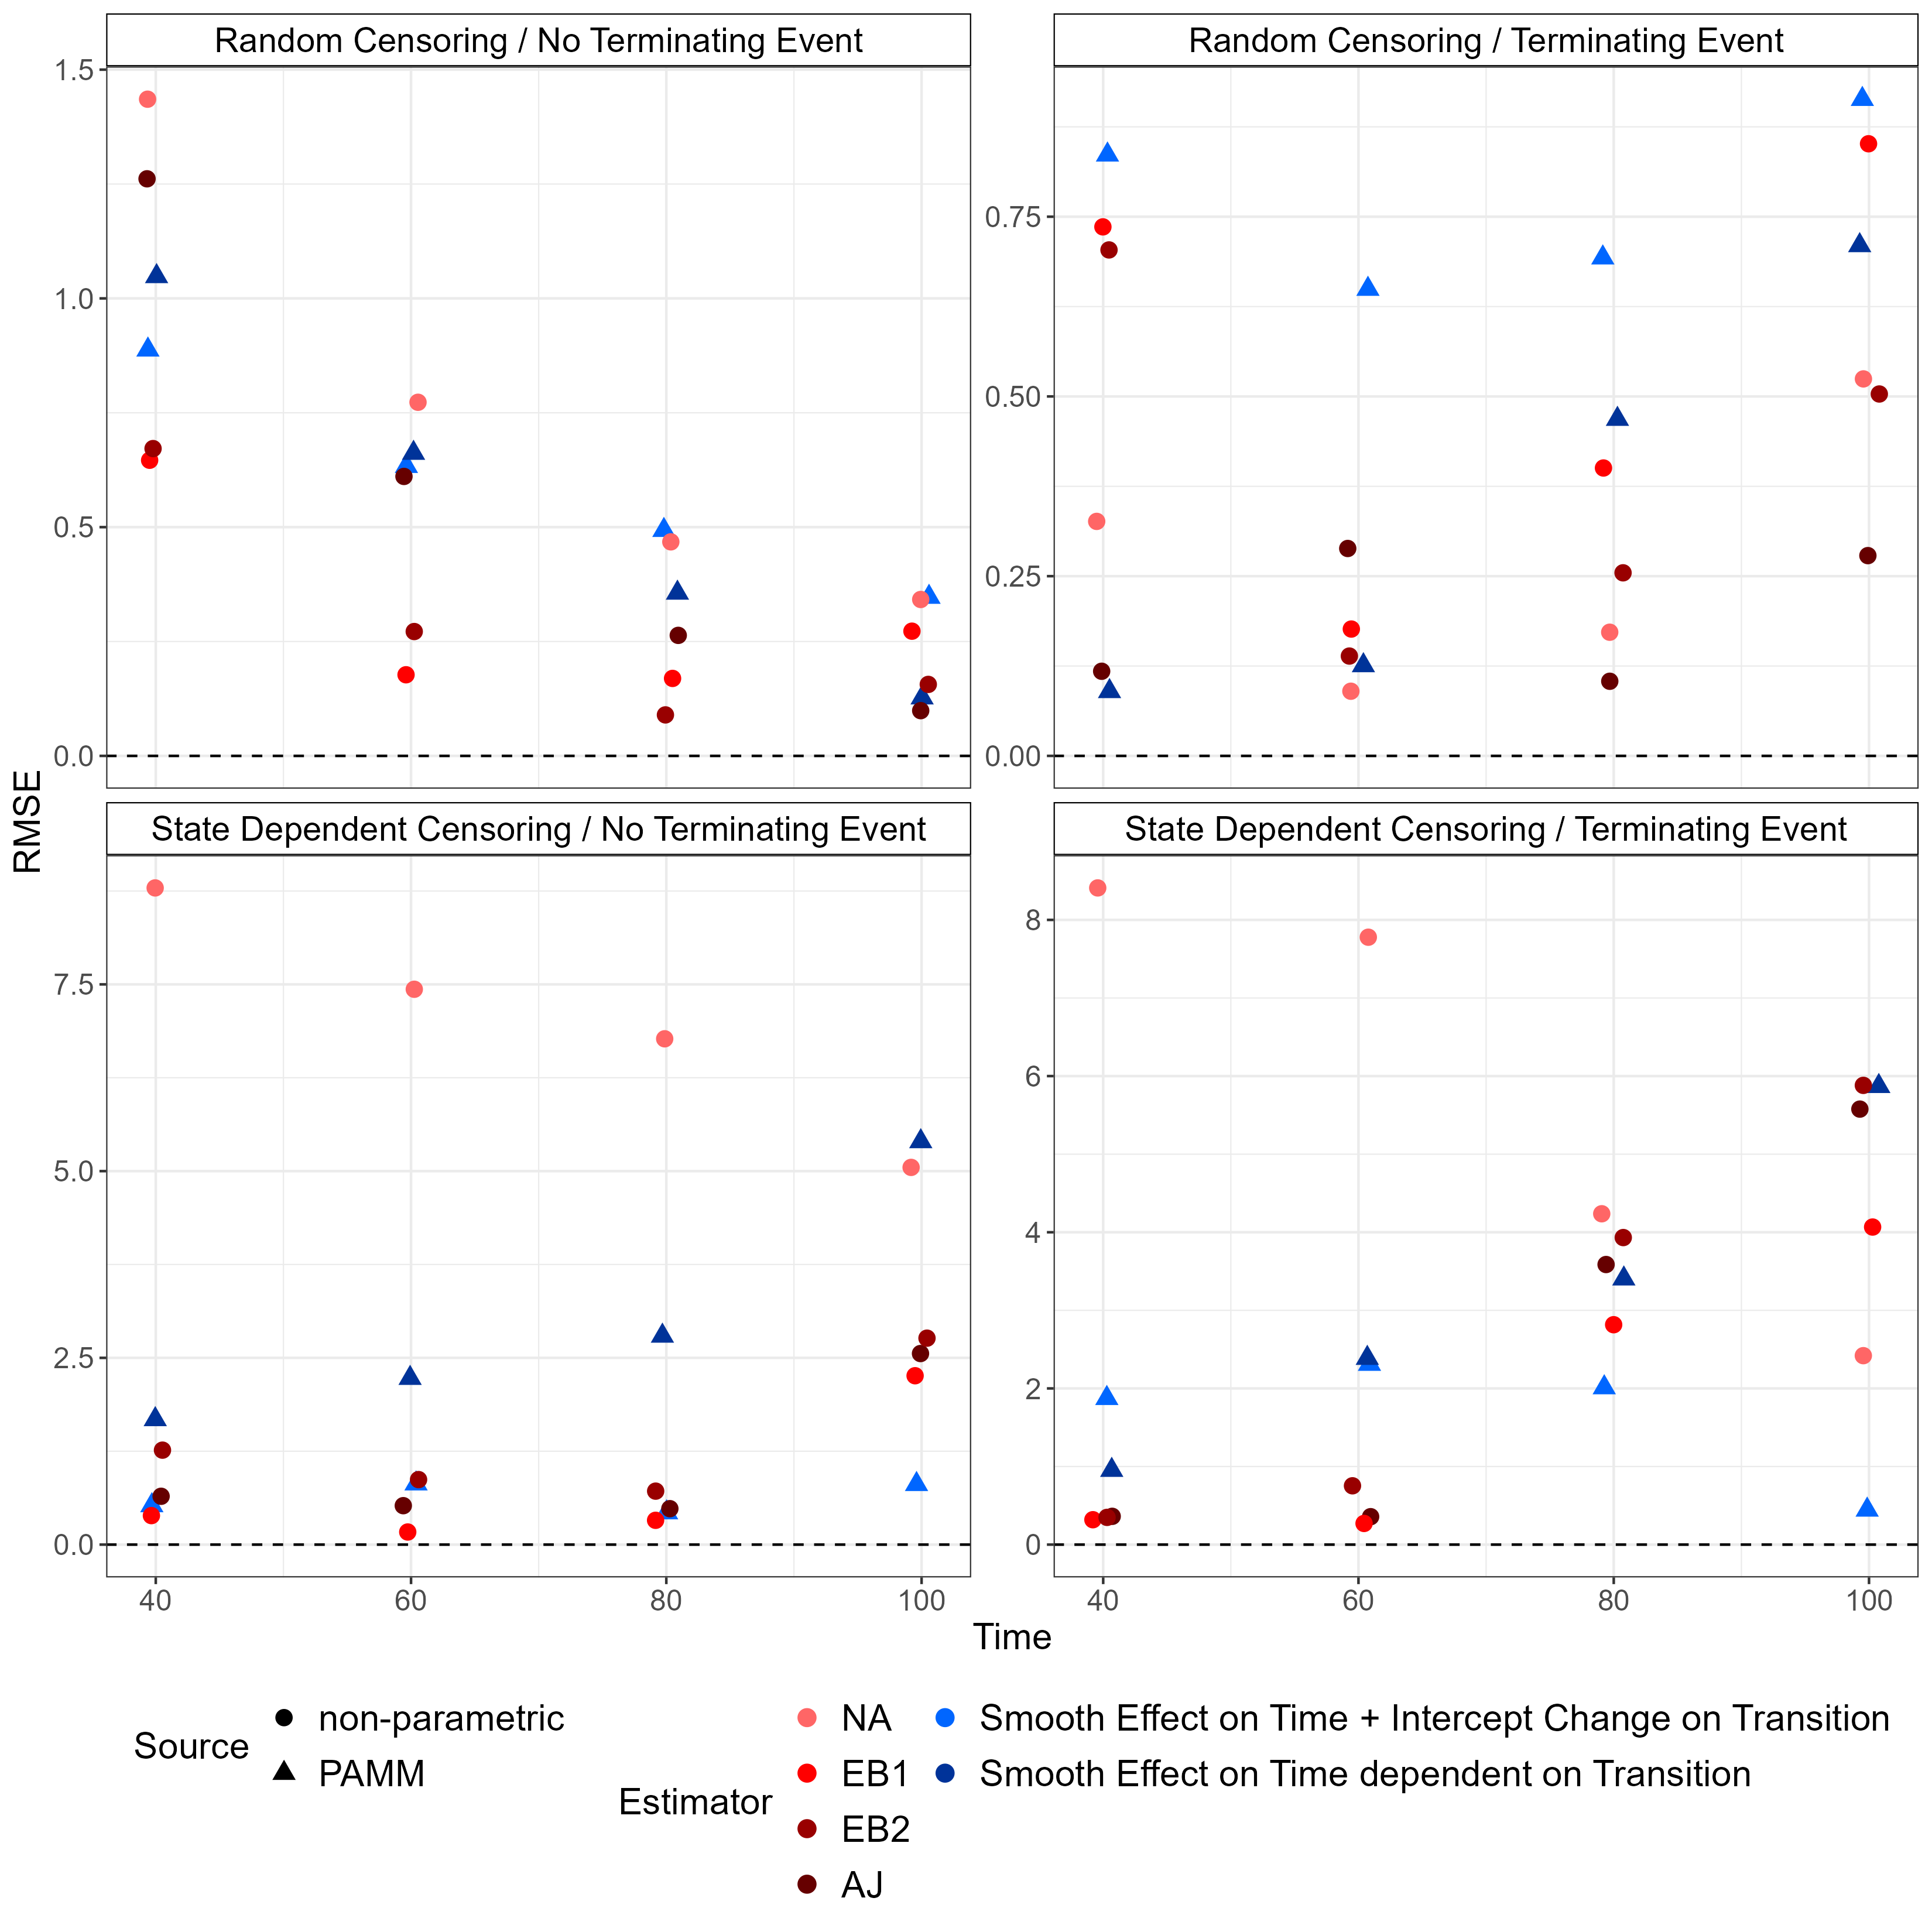 Random Censoring / No Terminating Event
Random Censoring / Terminating Event
1.5
1.0
0.5
0.0
0.75
0.50
0.25
0.00
RMSE
State Dependent Censoring / No Terminating Event
State Dependent Censoring / Terminating Event
7.5
5.0
2.5
0.0
8
6
4
2
0
40 60 80 100
40 60 80 100
Time
Source
non-parametric
PAMM
Estimator
NA
EB1
EB2
AJ
Smooth Effect on Time + Intercept Change on Transition
Smooth Effect on Time dependent on Transition